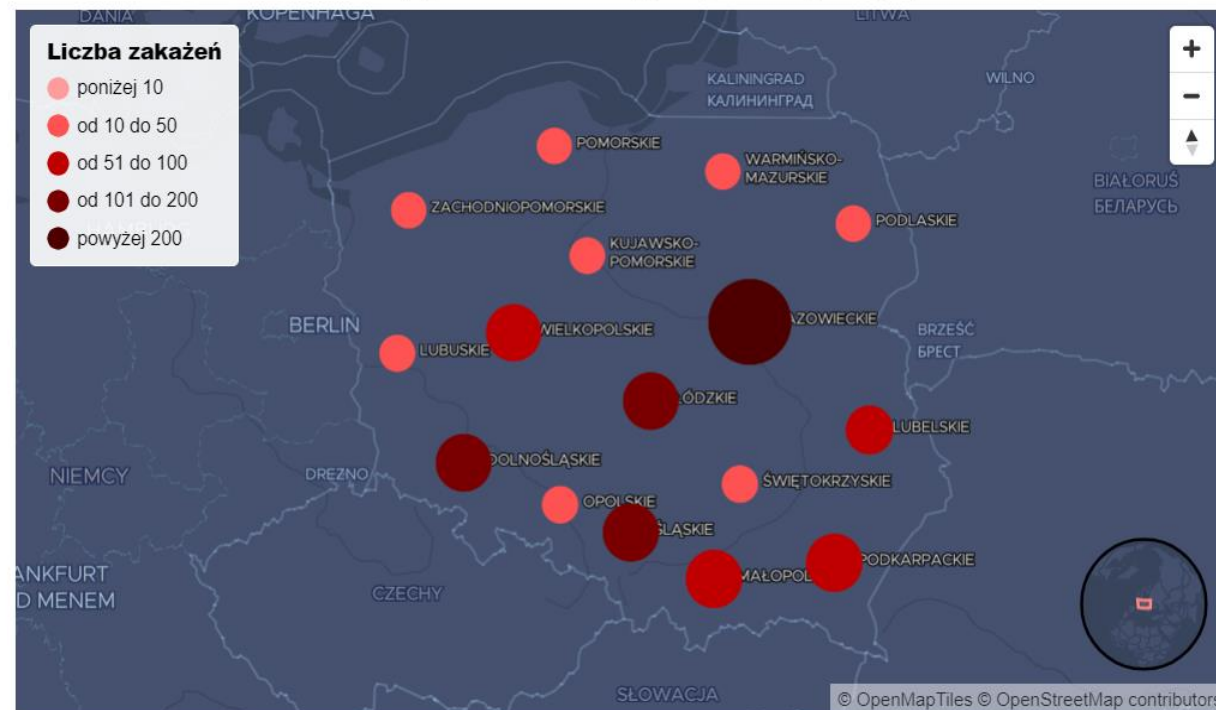 DANIA
KOPENHAGA
LITWA
Liczba zakażeń
poniżej 10
od 10 do 50
od 51 do 100
od 101 do 200
powyżej 200
KALININGRAD
КАЛИНИНГРАД
WILNO
+
−
POMORSKIE
WARMIŃSKO-
MAZURSKIE
BIAŁORUŚ
БЕЛАРУСЬ
ZACHODNIOPOMORSKIE
PODLASKIE
KUJAWSKO-
POMORSKIE
BERLIN
WIELKOPOLSKIE
AZOWIECKIE
BRZEŚĆ
БРЕСТ
LUBUSKIE
ŁÓDZKIE
LUBELSKIE
DOLNOŚLĄSKIE
NIEMCY
DREZNO
ŚWIĘTOKRZYSKIE
OPOLSKIE
ŚLĄSKIE
PODKARPACKIE
MAŁOPOL
ANKFURT
D MENEM
CZECHY
SŁOWACJA
© OpenMapTiles © OpenStreetMap contributors